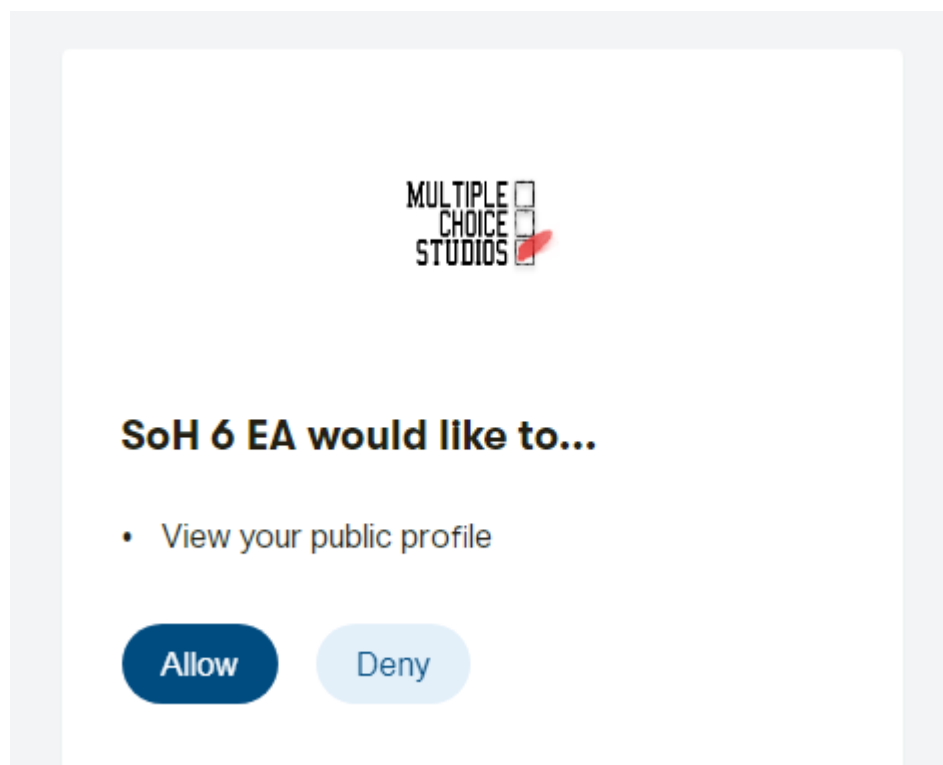 MULTIPLE
CHOICE
STUDIOS
SoH 6 EA would like to...
• View your public profile
Allow Deny